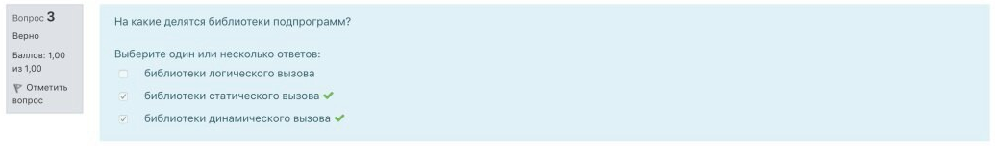 Вопрос 3
Верно
Баллов: 1,00
из 1,00
Отметить
вопрос
На какие делятся библиотеки подпрограмм?
Выберите один или несколько ответов:
библиотеки логического вызова
библиотеки статического вызова
библиотеки динамического вызова